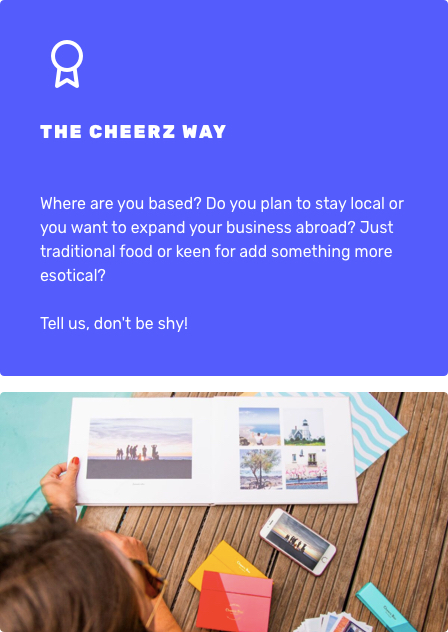 THE CHEERZ WAY
Where are you based? Do you plan to stay local or
you want to expand your business abroad? Just
traditional food or keen for add something more
esotical?
Tell us, don't be shy!